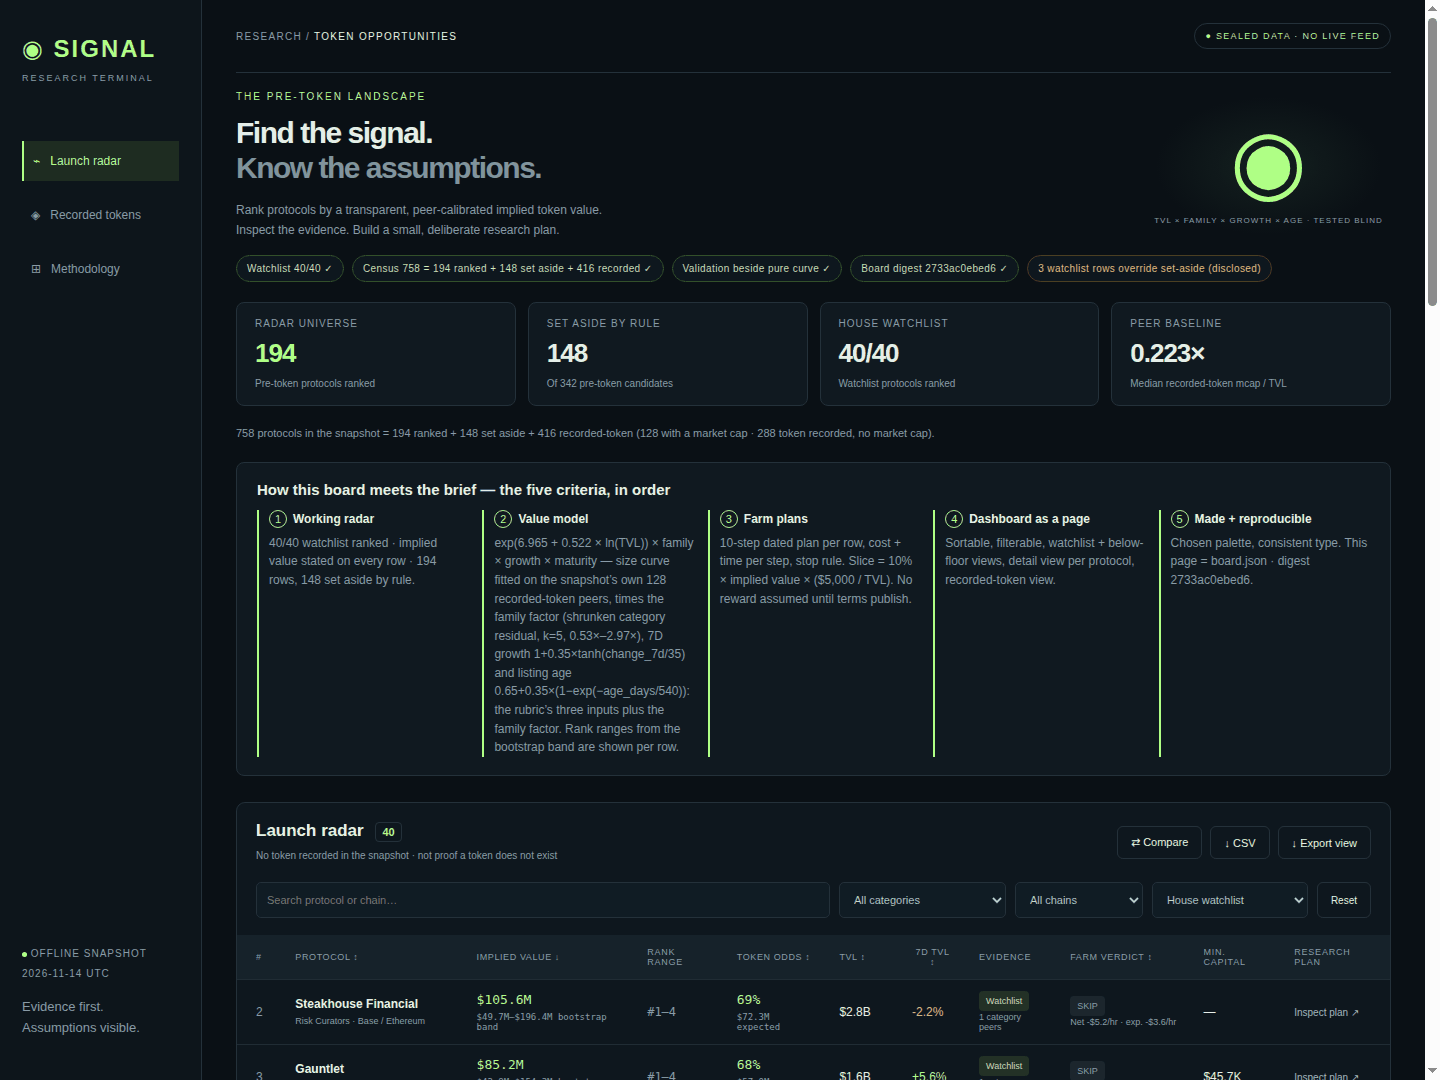 ◉ SIGNAL
RESEARCH TERMINAL
⌁ Launch radar
◈ Recorded tokens
⊞ Methodology
● OFFLINE SNAPSHOT
2026-11-14 UTC
Evidence first.
Assumptions visible.
RESEARCH / TOKEN OPPORTUNITIES
● SEALED DATA · NO LIVE FEED
THE PRE-TOKEN LANDSCAPE
Find the signal.
Know the assumptions.
Rank protocols by a transparent, peer-calibrated implied token value.
Inspect the evidence. Build a small, deliberate research plan.
TVL × FAMILY × GROWTH × AGE · TESTED BLIND
Watchlist 40/40 ✓
Census 758 = 194 ranked + 148 set aside + 416 recorded ✓
Validation beside pure curve ✓
Board digest 2733ac0ebed6 ✓
3 watchlist rows override set-aside (disclosed)
RADAR UNIVERSE
194
Pre-token protocols ranked
SET ASIDE BY RULE
148
Of 342 pre-token candidates
HOUSE WATCHLIST
40/40
Watchlist protocols ranked
PEER BASELINE
0.223×
Median recorded-token mcap / TVL
758 protocols in the snapshot = 194 ranked + 148 set aside + 416 recorded-token (128 with a market cap · 288 token recorded, no market cap).
How this board meets the brief — the five criteria, in order
1 Working radar
40/40 watchlist ranked · implied
value stated on every row · 194
rows, 148 set aside by rule.
2 Value model
exp(6.965 + 0.522 × ln(TVL)) × family
× growth × maturity — size curve
fitted on the snapshot's own 128
recorded-token peers, times the
family factor (shrunken category
residual, k=5, 0.53×–2.97×), 7D
growth 1+0.35×tanh(change_7d/35)
and listing age
0.65+0.35×(1−exp(−age_days/540)):
the rubric's three inputs plus the
family factor. Rank ranges from the
bootstrap band are shown per row.
3 Farm plans
10-step dated plan per row, cost +
time per step, stop rule. Slice = 10%
× implied value × ($5,000 / TVL). No
reward assumed until terms publish.
4 Dashboard as a page
Sortable, filterable, watchlist + below-
floor views, detail view per protocol,
recorded-token view.
5 Made + reproducible
Chosen palette, consistent type. This
page = board.json · digest
2733ac0ebed6.
Launch radar 40
No token recorded in the snapshot · not proof a token does not exist
⇄ Compare
↓ CSV
↓ Export view
Search protocol or chain…
All categories
All chains
House watchlist
Reset
# PROTOCOL ↕ IMPLIED VALUE ↓ RANK RANGE TOKEN ODDS ↕ TVL ↕ 7D TVL ↕ EVIDENCE FARM VERDICT ↕ MIN. CAPITAL RESEARCH PLAN
2 Steakhouse Financial $105.6M #1–4 69% $2.8B -2.2% Watchlist SKIP — Inspect plan ↗
Risk Curators · Base / Ethereum $49.7M–$196.4M bootstrap band $72.3M expected 1 category peers Net -$5.2/hr · exp. -$3.6/hr
3 Gauntlet $85.2M #1–4 68% $1.6B +5.6% Watchlist SKIP $45.7K Inspect plan ↗